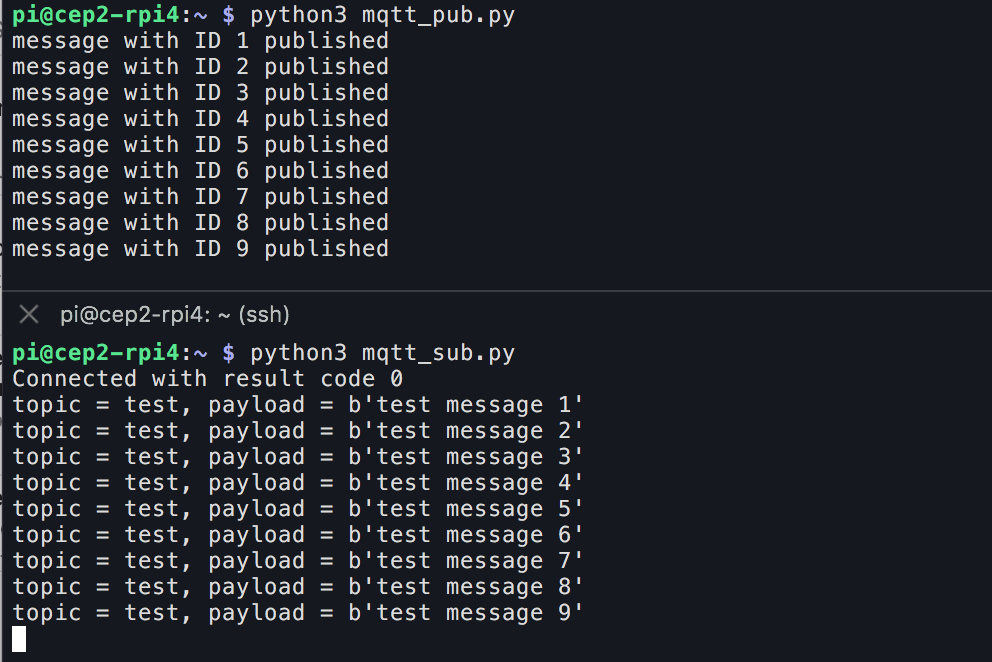 pi@cep2-rpi4:~ $ python3 mqtt_pub.py
message with ID 1 published
message with ID 2 published
message with ID 3 published
message with ID 4 published
message with ID 5 published
message with ID 6 published
message with ID 7 published
message with ID 8 published
message with ID 9 published
pi@cep2-rpi4: ~ (ssh)
pi@cep2-rpi4:~ $ python3 mqtt_sub.py
Connected with result code 0
topic = test, payload = b'test message 1'
topic = test, payload = b'test message 2'
topic = test, payload = b'test message 3'
topic = test, payload = b'test message 4'
topic = test, payload = b'test message 5'
topic = test, payload = b'test message 6'
topic = test, payload = b'test message 7'
topic = test, payload = b'test message 8'
topic = test, payload = b'test message 9'